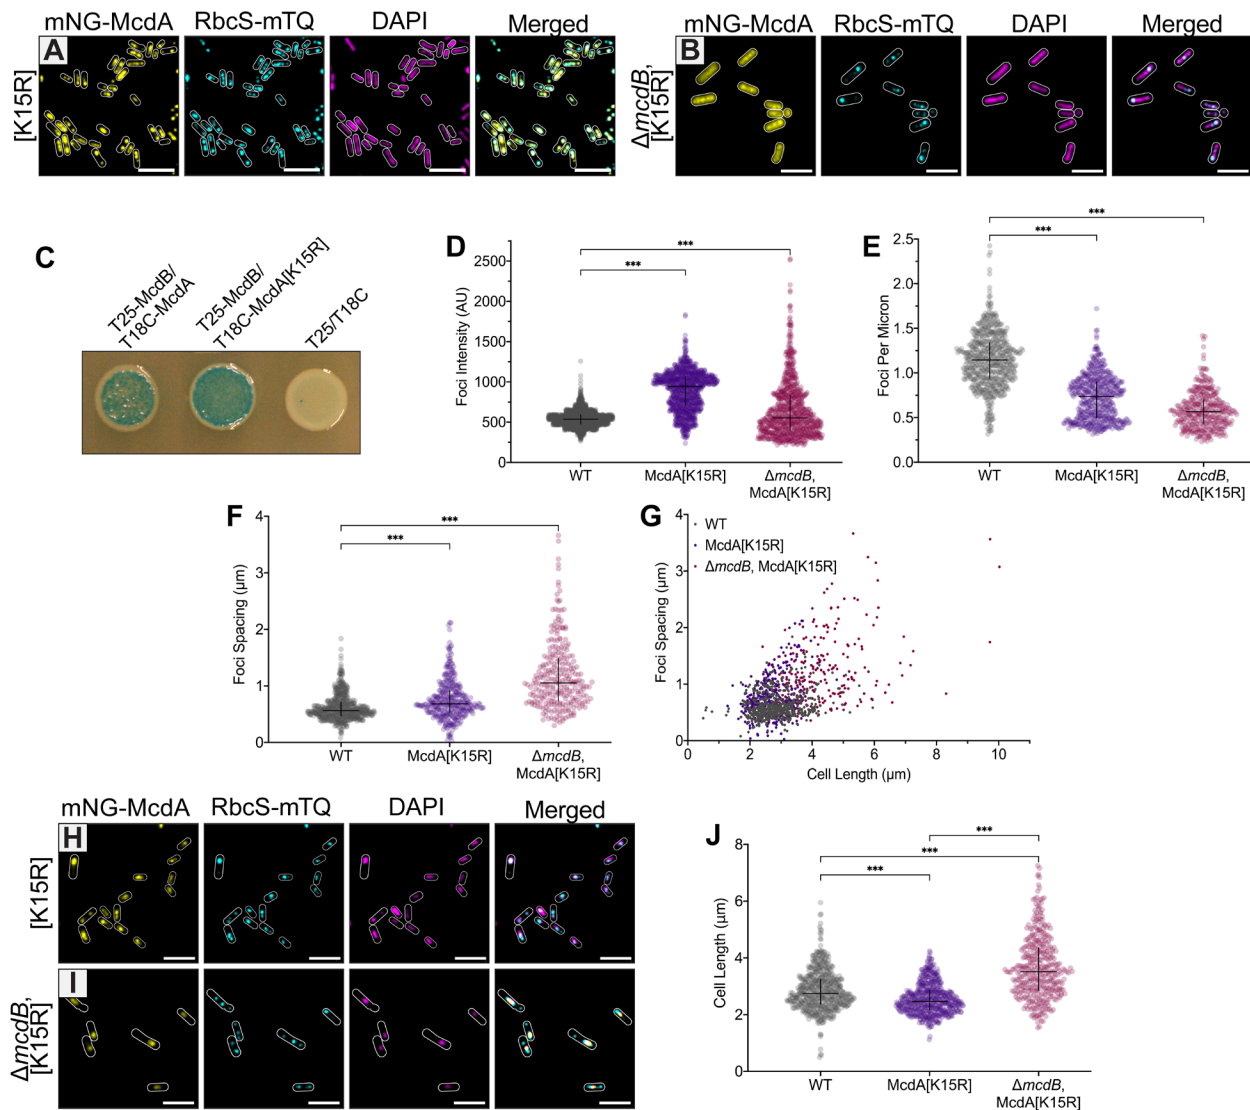 mNG-McdA RbcS-mTQ DAPI Merged
A
[K15R]
mNG-McdA RbcS-mTQ DAPI Merged
B
ΔmcdB,
[K15R]
C
T25-McdB/
T18C-McdA
T25-McdB/
T18C-McdA[K15R]
T25/T18C
D
***
***
Foci Intensity (AU)
2500
2000
1500
1000
500
0
WT
McdA[K15R]
ΔmcdB,
McdA[K15R]
E
***
***
Foci Per Micron
2.5
2.0
1.5
1.0
0.5
0.0
WT
McdA[K15R]
ΔmcdB,
McdA[K15R]
F
***
***
Foci Spacing (µm)
4
3
2
1
0
WT
McdA[K15R]
ΔmcdB,
McdA[K15R]
G
WT
McdA[K15R]
ΔmcdB, McdA[K15R]
Foci Spacing (µm)
4
3
2
1
0
0 2 4 6 8 10
Cell Length (µm)
mNG-McdA RbcS-mTQ DAPI Merged
H
[K15R]
I
ΔmcdB,
[K15R]
J
***
***
***
Cell Length (µm)
8
6
4
2
0
WT
McdA[K15R]
ΔmcdB,
McdA[K15R]